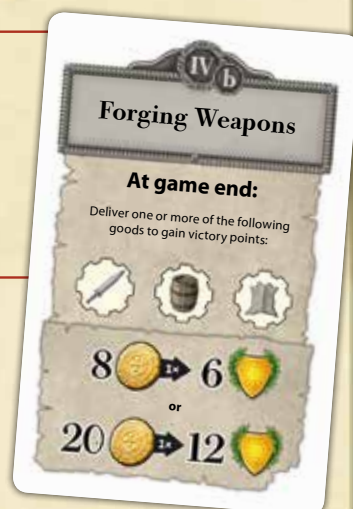 IV b
Forging Weapons
At game end:
Deliver one or more of the following
goods to gain victory points:
8 1x 6
or
20 1x 12